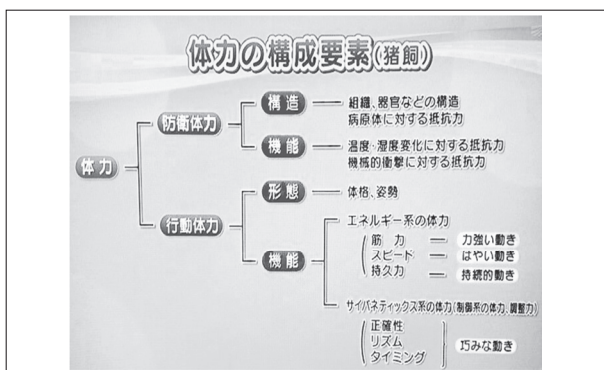 体力の構成要素(猪飼)
体力
防衛体力
構造
組織、器官などの構造
病原体に対する抵抗力
機能
温度・湿度変化に対する抵抗力
機械的衝撃に対する抵抗力
行動体力
形態
体格、姿勢
機能
エネルギー系の体力
筋力 力強い動き
スピード はやい動き
持久力 持続的動き
サイバネティックス系の体力(制御系の体力、調整力)
正確性
リズム
タイミング
巧みな動き